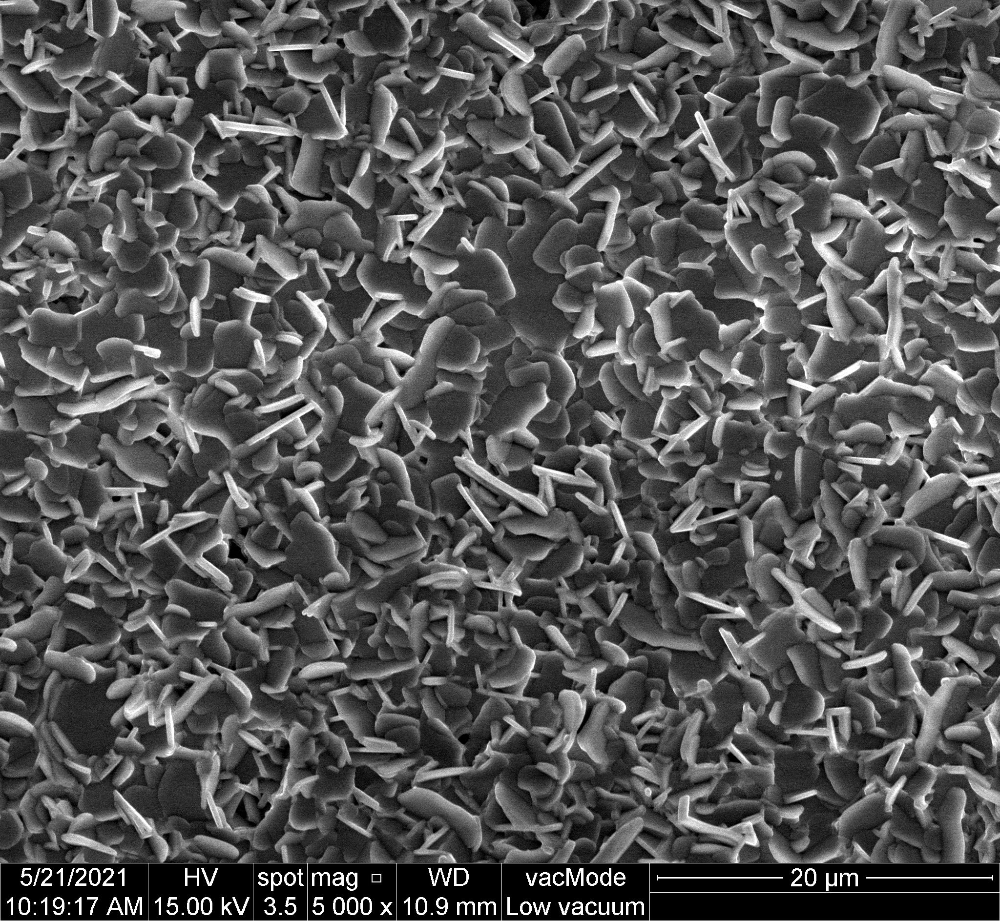 5/21/2021 HV spot mag □ WD vacMode 20 µm
10:19:17 AM 15.00 kV 3.5 5 000 x 10.9 mm Low vacuum